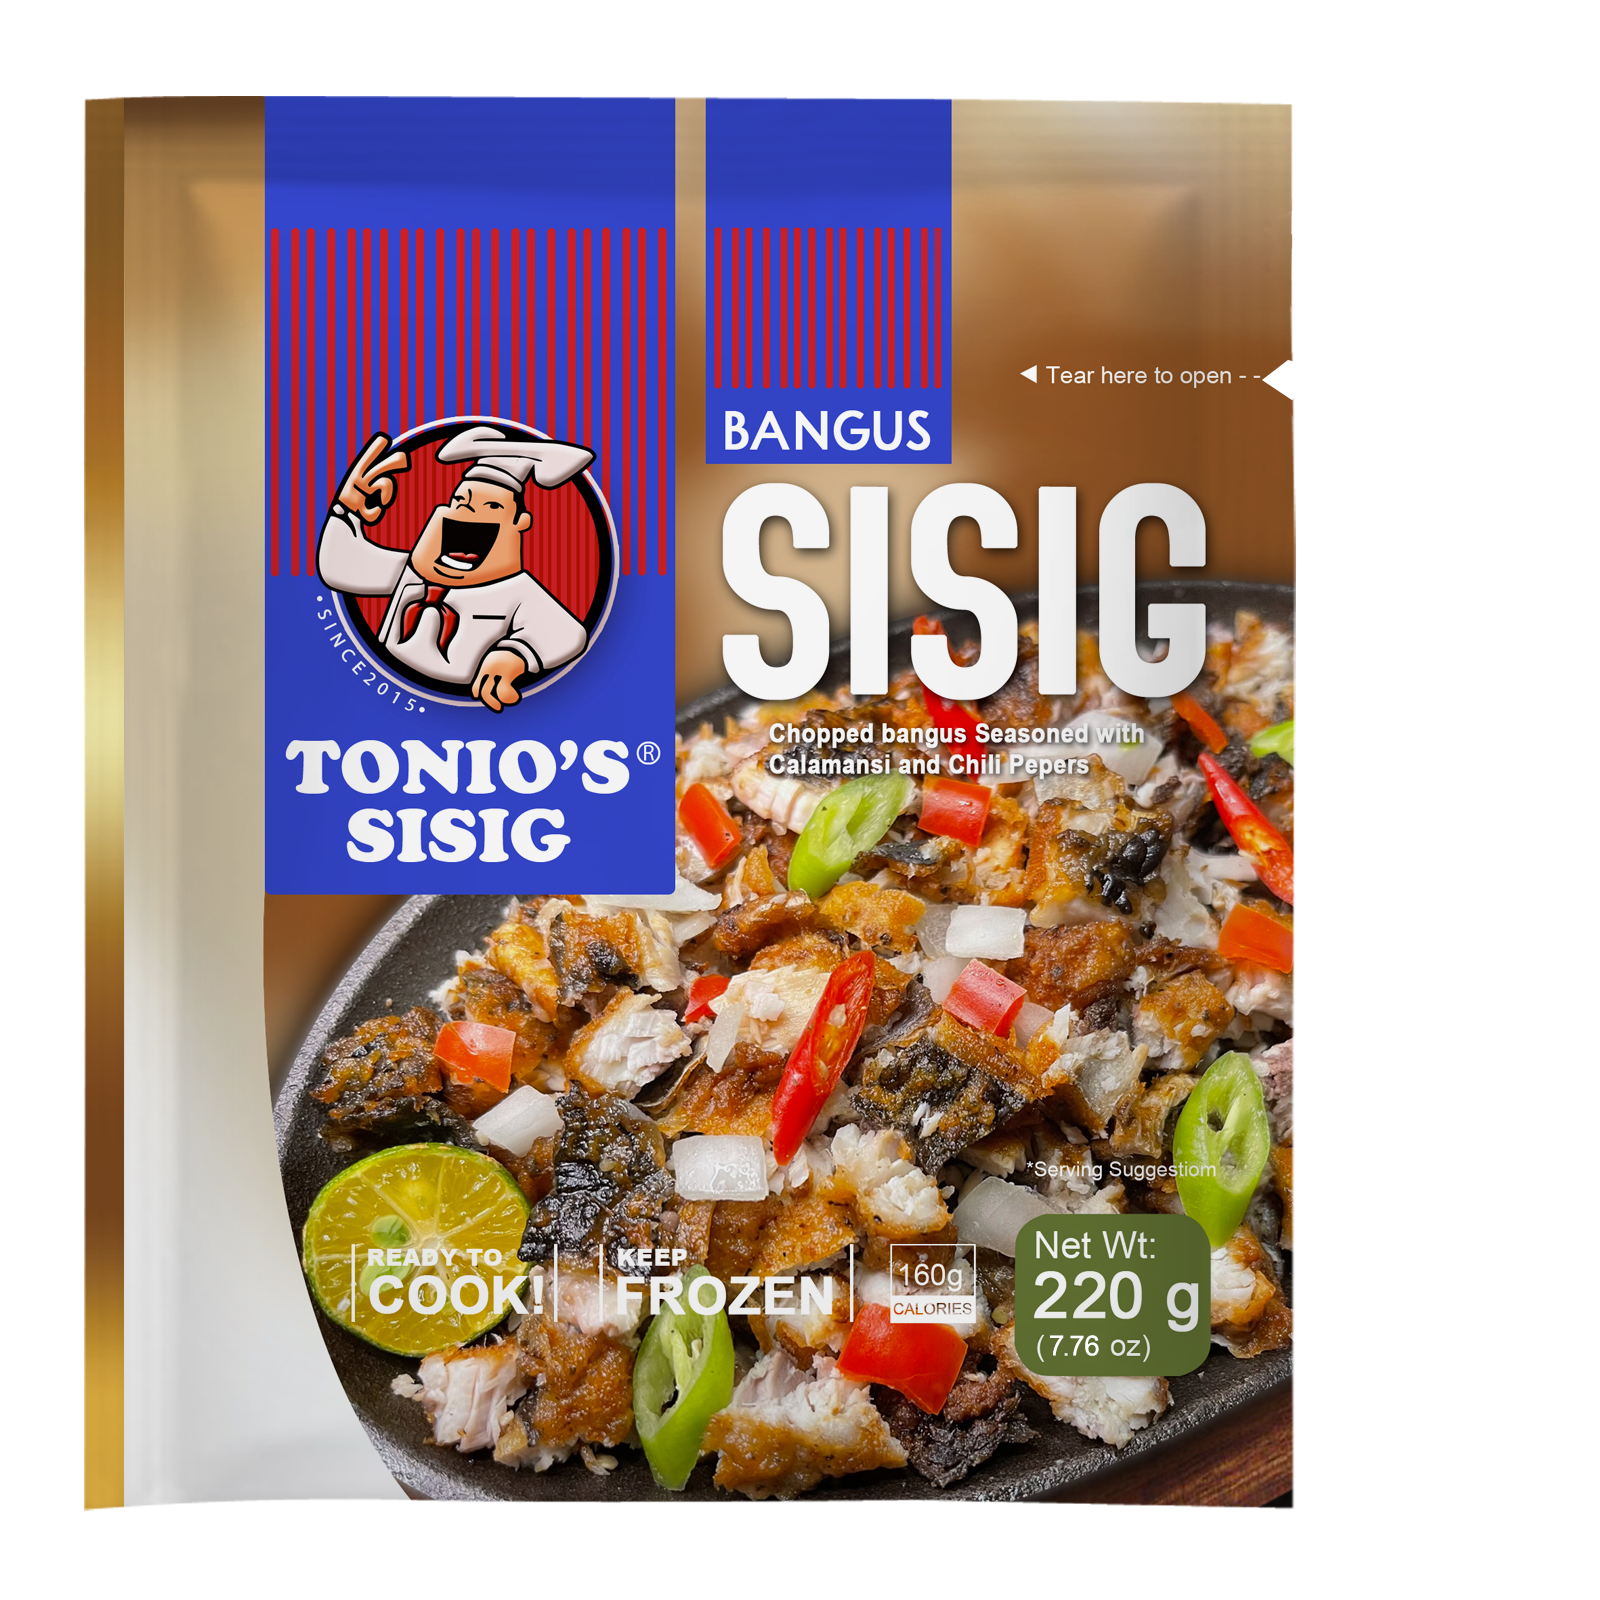 BANGUS
SISIG
◀ Tear here to open - -
• SINCE2015 •
TONIO'S®
SISIG
Chopped bangus Seasoned with
Calamansi and Chili Pepers
*Serving Suggestiom
READY TO
COOK!
KEEP
FROZEN
160g
CALORIES
Net Wt:
220 g
(7.76 oz)